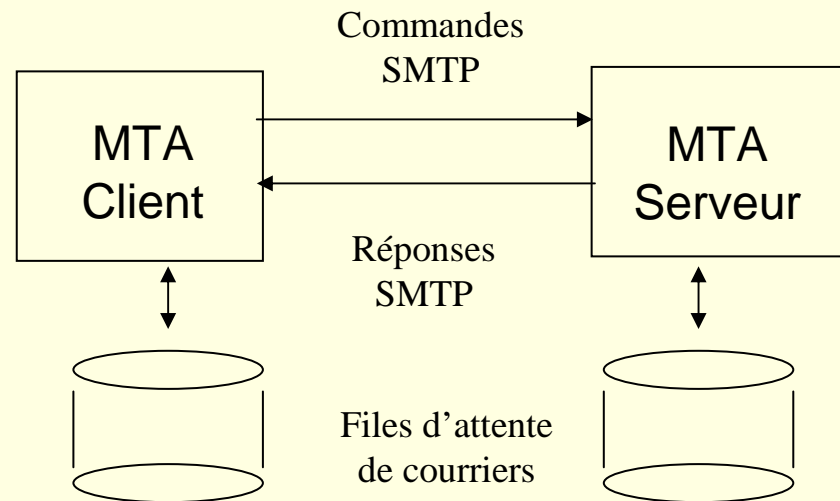 Commandes
SMTP
MTA
Client
MTA
Serveur
Réponses
SMTP
Files d'attente
de courriers